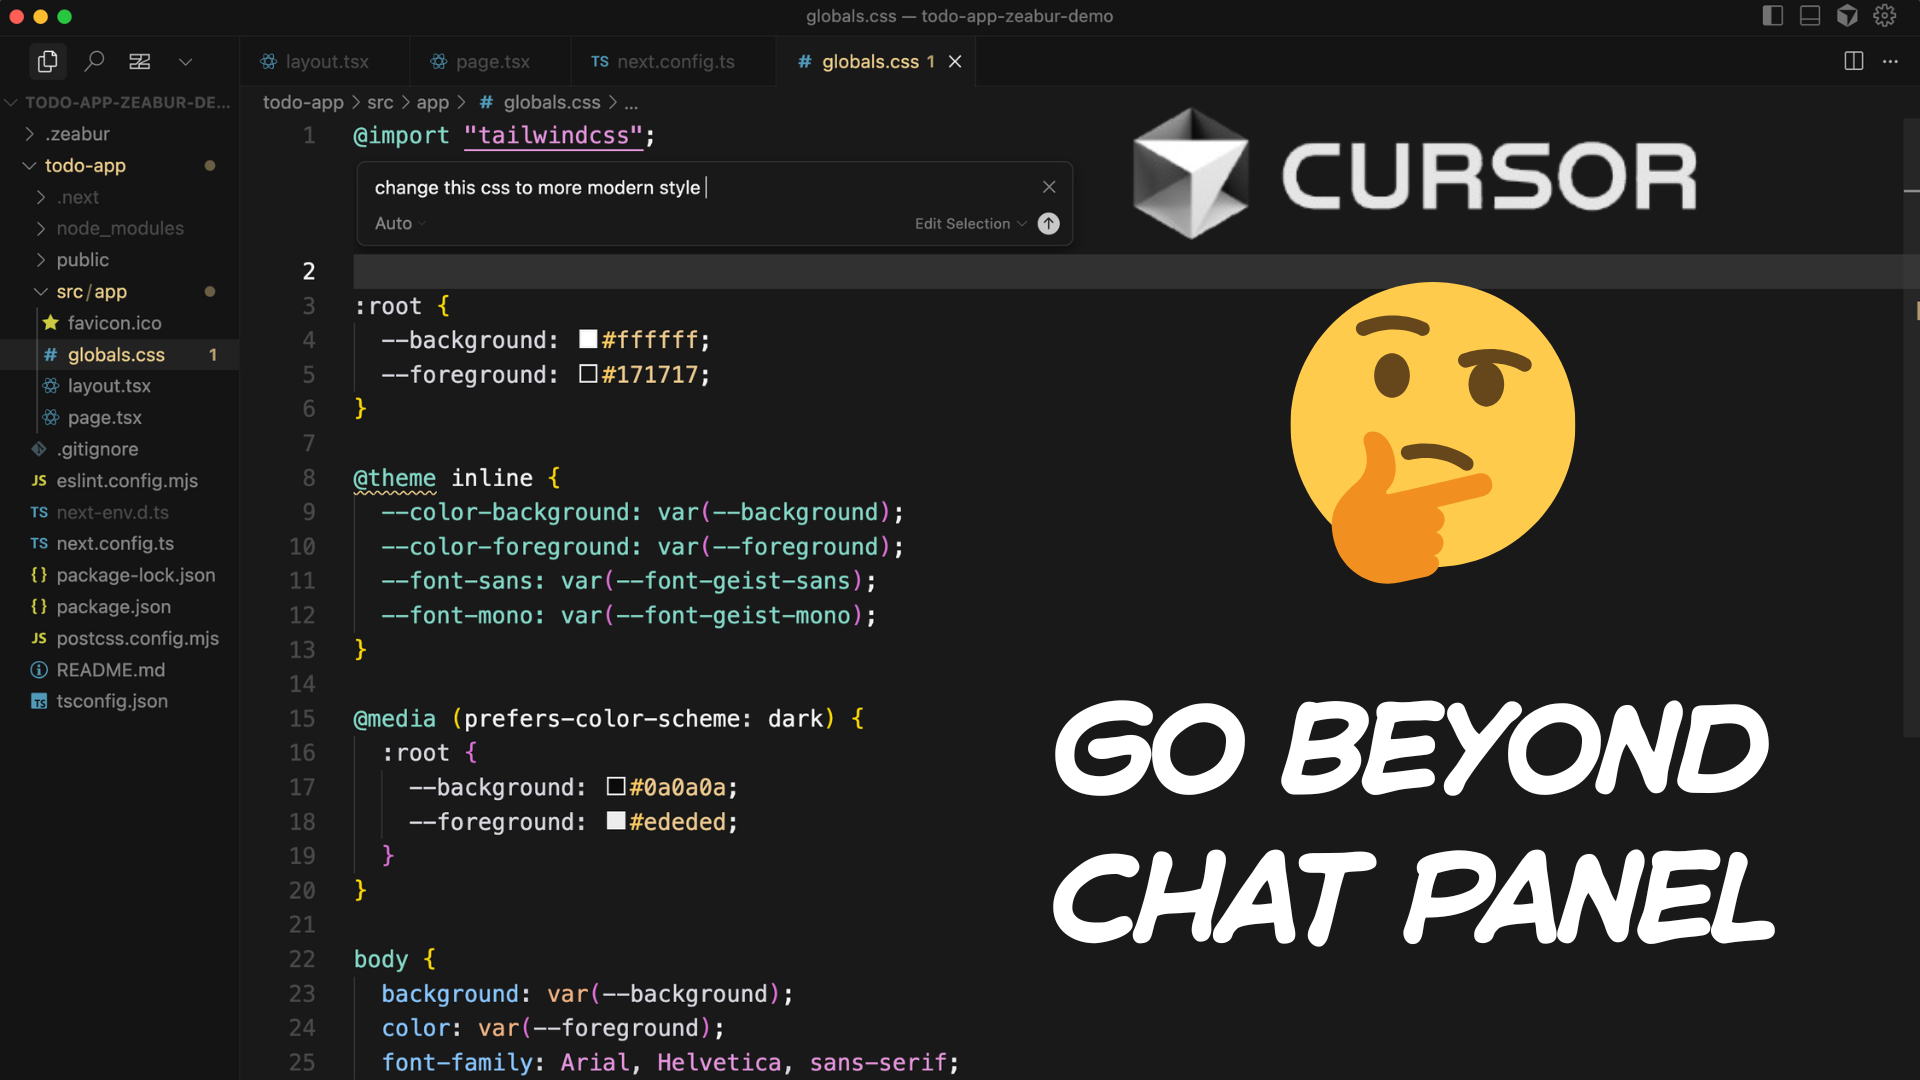 globals.css — todo-app-zeabur-demo
layout.tsx
page.tsx
TS next.config.ts
# globals.css 1
TODO-APP-ZEABUR-DE...
.zeabur
todo-app
.next
node_modules
public
src/app
favicon.ico
# globals.css 1
layout.tsx
page.tsx
.gitignore
JS eslint.config.mjs
TS next-env.d.ts
TS next.config.ts
{} package-lock.json
{} package.json
JS postcss.config.mjs
README.md
TS tsconfig.json
todo-app > src > app > # globals.css > ...
1 @import "tailwindcss";
change this css to more modern style
Auto
Edit Selection
2
3 :root {
4 --background: #ffffff;
5 --foreground: #171717;
6 }
7
8 @theme inline {
9 --color-background: var(--background);
10 --color-foreground: var(--foreground);
11 --font-sans: var(--font-geist-sans);
12 --font-mono: var(--font-geist-mono);
13 }
14
15 @media (prefers-color-scheme: dark) {
16 :root {
17 --background: #0a0a0a;
18 --foreground: #ededed;
19 }
20 }
21
22 body {
23 background: var(--background);
24 color: var(--foreground);
25 font-family: Arial, Helvetica, sans-serif;
CURSOR
GO BEYOND
CHAT PANEL